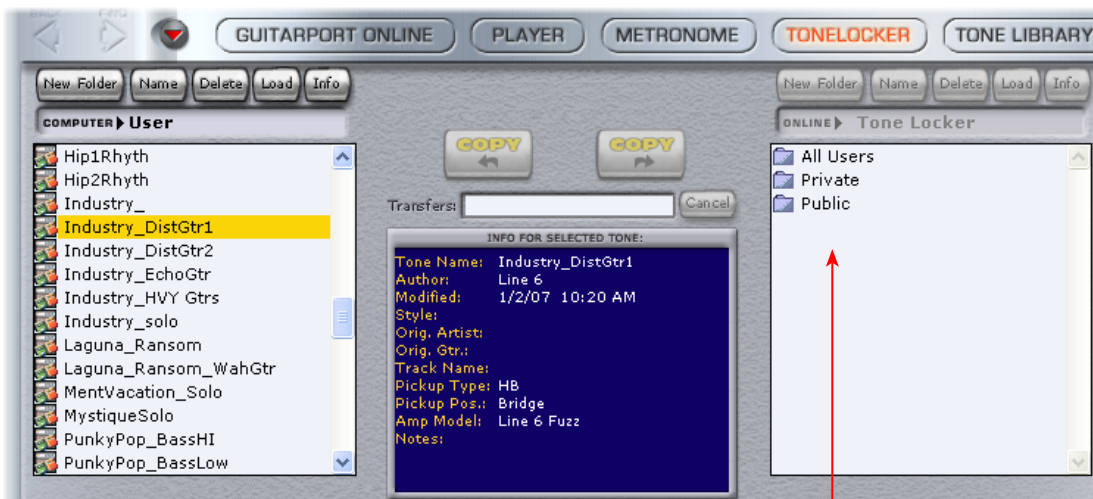 BACK FWD
GUITARPORT ONLINE PLAYER METRONOME TONELOCKER TONE LIBRARY
New Folder Name Delete Load Info
COMPUTER User
Hip1Rhyth
Hip2Rhyth
Industry_
Industry_DistGtr1
Industry_DistGtr2
Industry_EchoGtr
Industry_HVY Gtrs
Industry_solo
Laguna_Ransom
Laguna_Ransom_WahGtr
MentVacation_Solo
MystiqueSolo
PunkyPop_BassHI
PunkyPop_BassLow
COPY COPY
Transfers: Cancel
INFO FOR SELECTED TONE:
Tone Name: Industry_DistGtr1
Author: Line 6
Modified: 1/2/07 10:20 AM
Style:
Orig. Artist:
Orig. Gtr.:
Track Name:
Pickup Type: HB
Pickup Pos.: Bridge
Amp Model: Line 6 Fuzz
Notes:
New Folder Name Delete Load Info
ONLINE Tone Locker
All Users
Private
Public